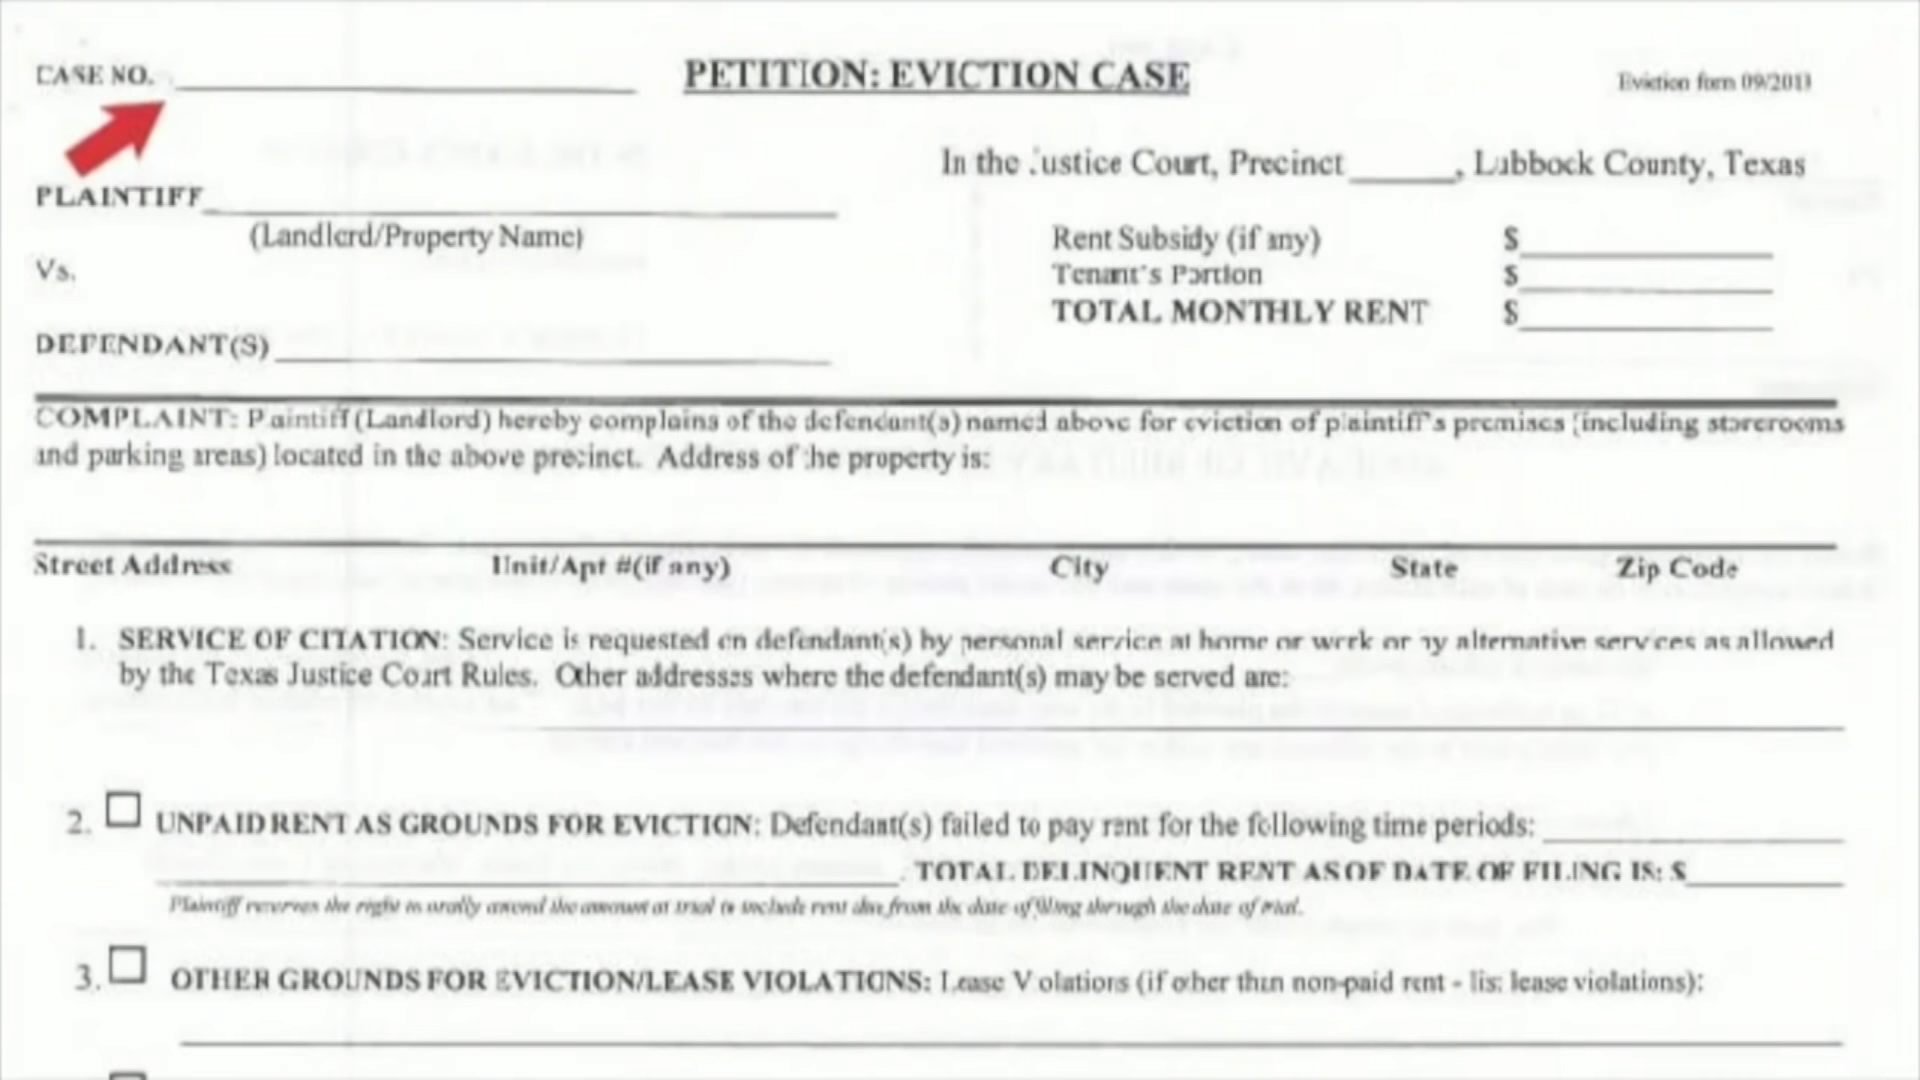 CASE NO.
PETITION: EVICTION CASE
Eviction form 09/2013
In the Justice Court, Precinct ______, Lubbock County, Texas
PLAINTIFF
(Landlord/Property Name)
Rent Subsidy (if any) $
Vs.
Tenant's Portion $
TOTAL MONTHLY RENT $
DEFENDANT(S)
COMPLAINT: Plaintiff (Landlord) hereby complains of the defendant(s) named above for eviction of plaintiff's premises (including storerooms
and parking areas) located in the above precinct. Address of the property is:
Street Address Unit/Apt #(if any) City State Zip Code
1. SERVICE OF CITATION: Service is requested on defendant(s) by personal service at home or work or by alternative services as allowed
by the Texas Justice Court Rules. Other addresses where the defendant(s) may be served are:
2. UNPAID RENT AS GROUNDS FOR EVICTION: Defendant(s) failed to pay rent for the following time periods:
. TOTAL DELINQUENT RENT AS OF DATE OF FILING IS: $
Plaintiff reserves the right to orally amend the amount at trial to include rent due from the date of filing through the date of trial.
3. OTHER GROUNDS FOR EVICTION/LEASE VIOLATIONS: Lease Violations (if other than non-paid rent - list lease violations):